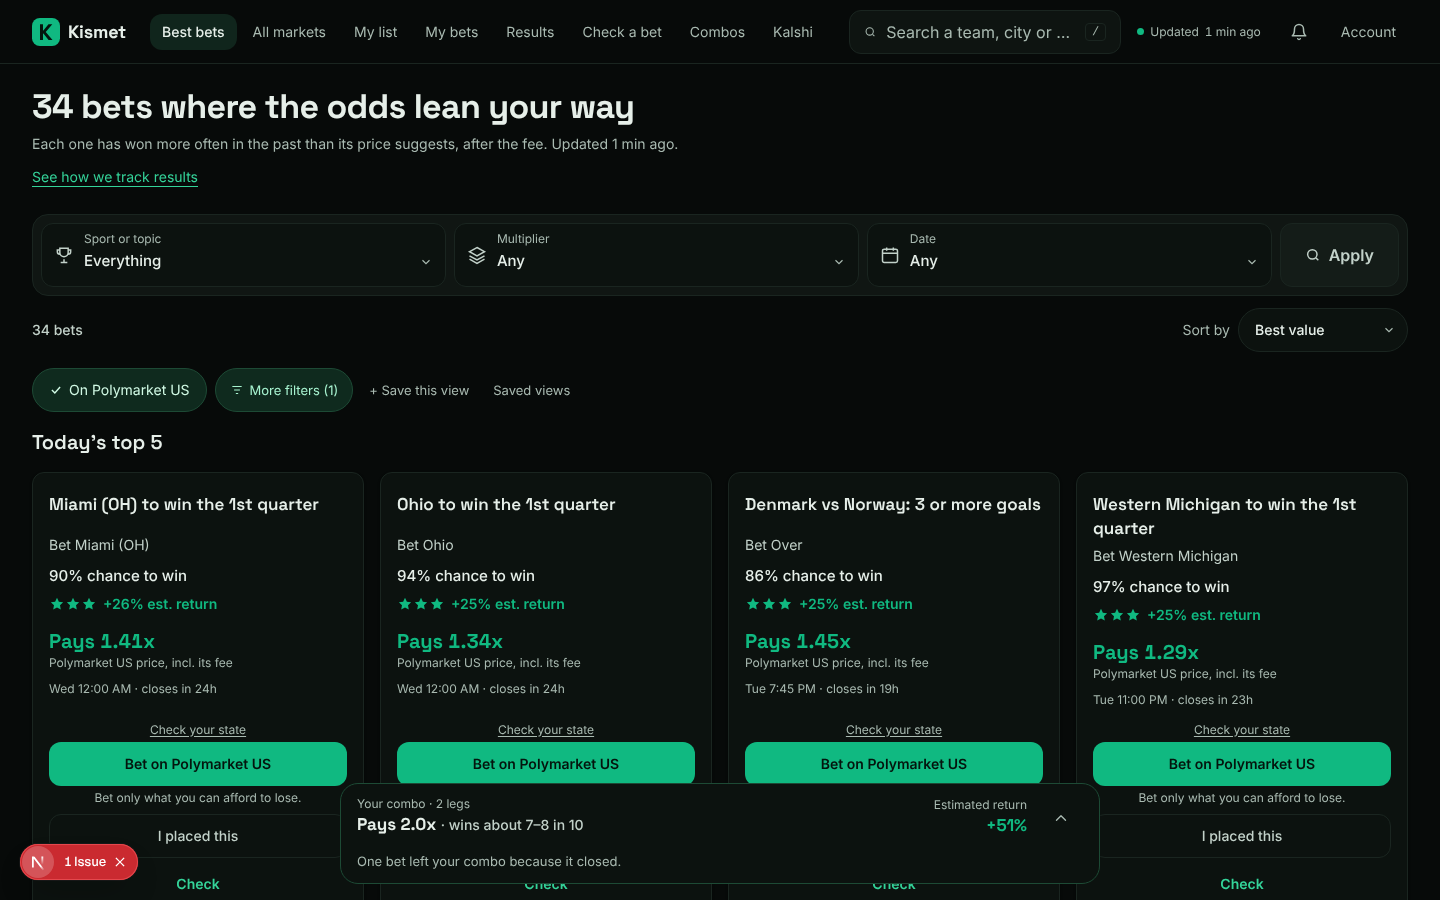 Kismet
Best bets
All markets
My list
My bets
Results
Check a bet
Combos
Kalshi
Search a team, city or ...
/
Updated 1 min ago
Account
34 bets where the odds lean your way
Each one has won more often in the past than its price suggests, after the fee. Updated 1 min ago.
See how we track results
Sport or topic
Everything
Multiplier
Any
Date
Any
Apply
34 bets
Sort by
Best value
On Polymarket US
More filters (1)
+ Save this view
Saved views
Today's top 5
Miami (OH) to win the 1st quarter
Bet Miami (OH)
90% chance to win
+26% est. return
Pays 1.41x
Polymarket US price, incl. its fee
Wed 12:00 AM · closes in 24h
Check your state
Bet on Polymarket US
Bet only what you can afford to lose.
I placed this
Check
Ohio to win the 1st quarter
Bet Ohio
94% chance to win
+25% est. return
Pays 1.34x
Polymarket US price, incl. its fee
Wed 12:00 AM · closes in 24h
Check your state
Bet on Polymarket US
Check
Denmark vs Norway: 3 or more goals
Bet Over
86% chance to win
+25% est. return
Pays 1.45x
Polymarket US price, incl. its fee
Tue 7:45 PM · closes in 19h
Check your state
Bet on Polymarket US
Check
Western Michigan to win the 1st
quarter
Bet Western Michigan
97% chance to win
+25% est. return
Pays 1.29x
Polymarket US price, incl. its fee
Tue 11:00 PM · closes in 23h
Check your state
Bet on Polymarket US
Bet only what you can afford to lose.
I placed this
Check
Your combo · 2 legs
Pays 2.0x · wins about 7–8 in 10
Estimated return
+51%
One bet left your combo because it closed.
N
1 Issue